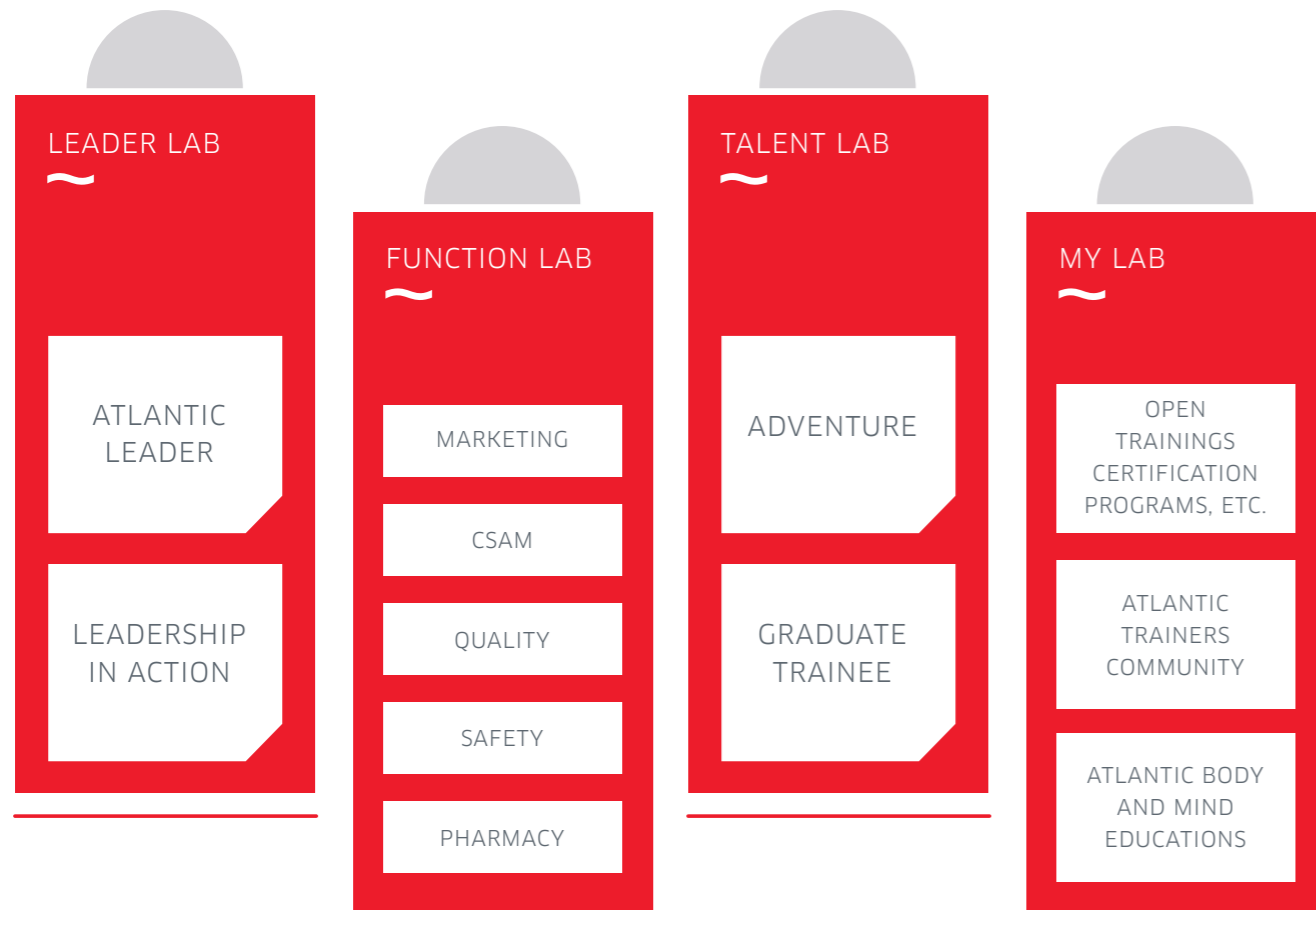 LEADER LAB
ATLANTIC
LEADER
LEADERSHIP
IN ACTION
FUNCTION LAB
MARKETING
CSAM
QUALITY
SAFETY
PHARMACY
TALENT LAB
ADVENTURE
GRADUATE
TRAINEE
MY LAB
OPEN
TRAININGS
CERTIFICATION
PROGRAMS, ETC.
ATLANTIC
TRAINERS
COMMUNITY
ATLANTIC BODY
AND MIND
EDUCATIONS